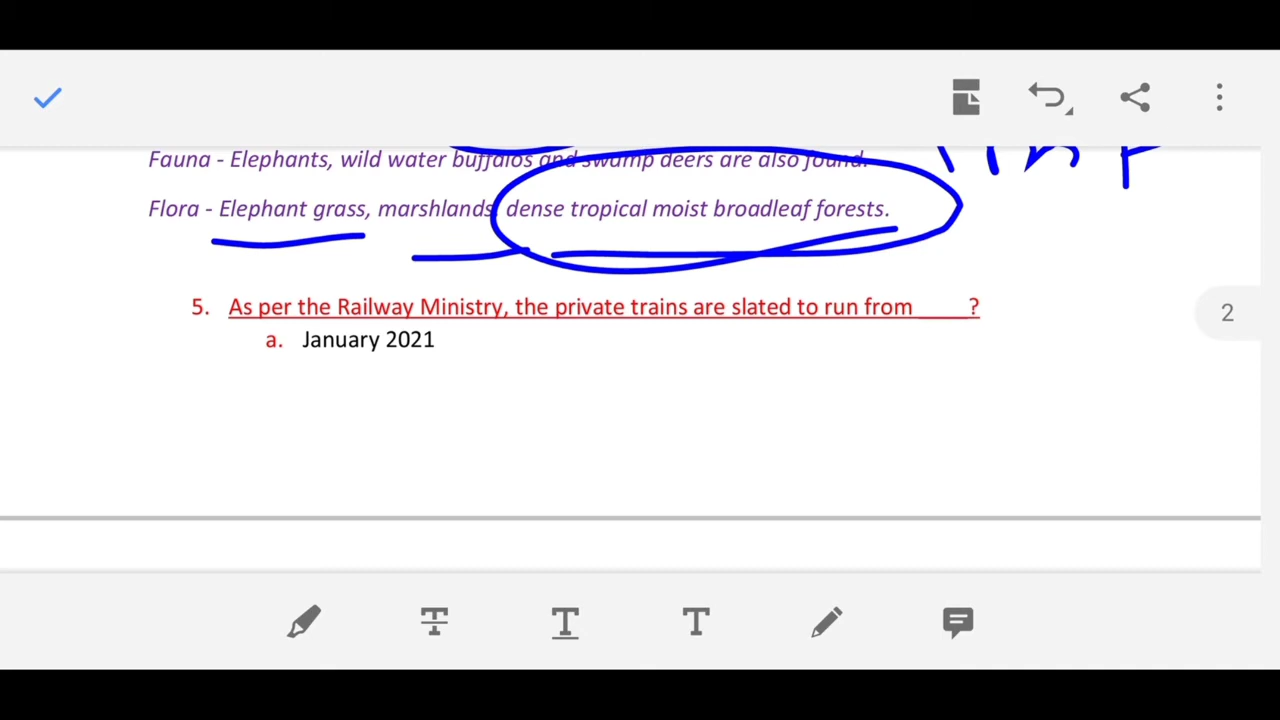 Fauna - Elephants, wild water buffalos and swamp deers are also found.
Flora - Elephant grass, marshlands, dense tropical moist broadleaf forests.
5. As per the Railway Ministry, the private trains are slated to run from ____?
a. January 2021
2